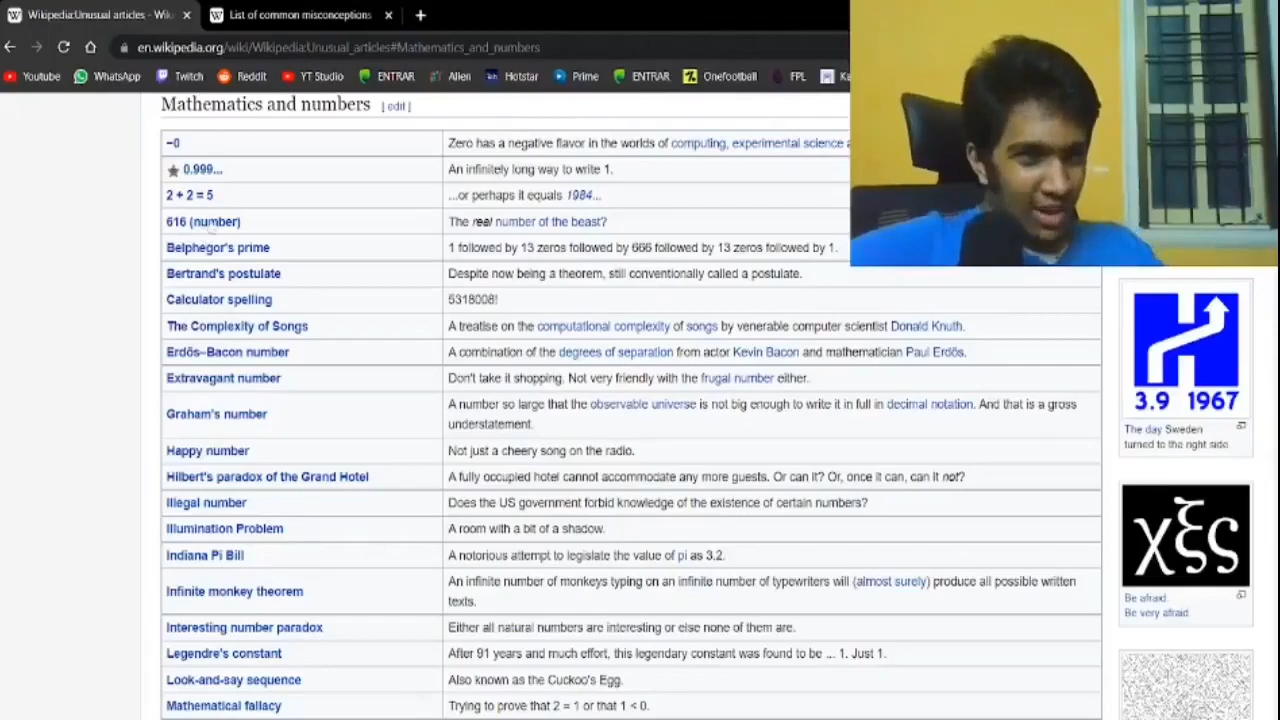 Wikipedia:Unusual articles - Wik
List of common misconceptions
en.wikipedia.org/wiki/Wikipedia:Unusual_articles#Mathematics_and_numbers
Youtube WhatsApp Twitch Reddit YT Studio ENTRAR Alien Hotstar Prime ENTRAR Onefootball FPL
Mathematics and numbers [ edit ]
−0 Zero has a negative flavor in the worlds of computing, experimental science
0.999... An infinitely long way to write 1.
2 + 2 = 5 ...or perhaps it equals 1984...
616 (number) The real number of the beast?
Belphegor's prime 1 followed by 13 zeros followed by 666 followed by 13 zeros followed by 1.
Bertrand's postulate Despite now being a theorem, still conventionally called a postulate.
Calculator spelling 5318008!
The Complexity of Songs A treatise on the computational complexity of songs by venerable computer scientist Donald Knuth.
Erdős–Bacon number A combination of the degrees of separation from actor Kevin Bacon and mathematician Paul Erdős.
Extravagant number Don't take it shopping. Not very friendly with the frugal number either.
Graham's number A number so large that the observable universe is not big enough to write it in full in decimal notation. And that is a gross
understatement.
Happy number Not just a cheery song on the radio.
Hilbert's paradox of the Grand Hotel A fully occupied hotel cannot accommodate any more guests. Or can it? Or, once it can, can it not?
Illegal number Does the US government forbid knowledge of the existence of certain numbers?
Illumination Problem A room with a bit of a shadow.
Indiana Pi Bill A notorious attempt to legislate the value of pi as 3.2.
Infinite monkey theorem An infinite number of monkeys typing on an infinite number of typewriters will (almost surely) produce all possible written
texts.
Interesting number paradox Either all natural numbers are interesting or else none of them are.
Legendre's constant After 91 years and much effort, this legendary constant was found to be ... 1. Just 1.
Look-and-say sequence Also known as the Cuckoo's Egg.
Mathematical fallacy Trying to prove that 2 = 1 or that 1 < 0.
H
3.9 1967
The day Sweden
turned to the right side
χξς
Be afraid.
Be very afraid.